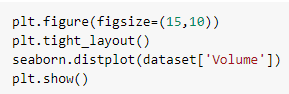 plt.figure(figsize=(15,10))
plt.tight_layout()
seaborn.distplot(dataset['Volume'])
plt.show()